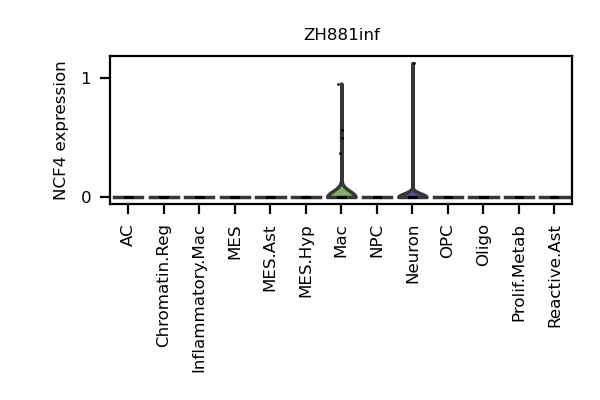 ZH881inf
NCF4 expression
1
0
AC
Chromatin.Reg
Inflammatory.Mac
MES
MES.Ast
MES.Hyp
Mac
NPC
Neuron
OPC
Oligo
Prolif.Metab
Reactive.Ast